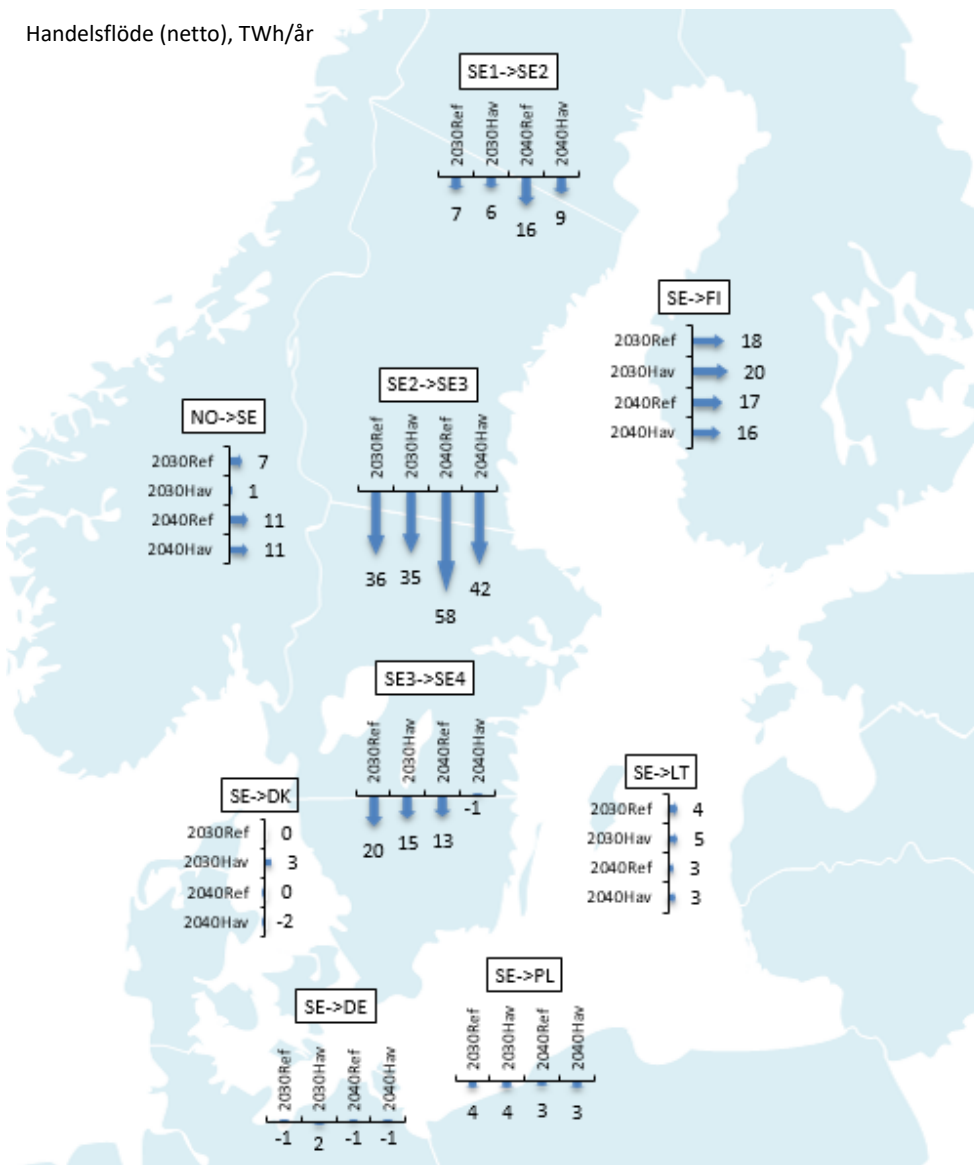 Handelsflöde (netto), TWh/år
SE1->SE2
2030Ref 2030Hav 2040Ref 2040Hav
7 6 16 9
SE->FI
2030Ref 18
2030Hav 20
2040Ref 17
2040Hav 16
SE2->SE3
2030Ref 2030Hav 2040Ref 2040Hav
36 35 58 42
NO->SE
2030Ref 7
2030Hav 1
2040Ref 11
2040Hav 11
SE3->SE4
2030Ref 2030Hav 2040Ref 2040Hav
20 15 13 -1
SE->LT
2030Ref 4
2030Hav 5
2040Ref 3
2040Hav 3
SE->DK
2030Ref 0
2030Hav 3
2040Ref 0
2040Hav -2
SE->PL
2030Ref 2030Hav 2040Ref 2040Hav
4 4 3 3
SE->DE
2030Ref 2030Hav 2040Ref 2040Hav
-1 2 -1 -1